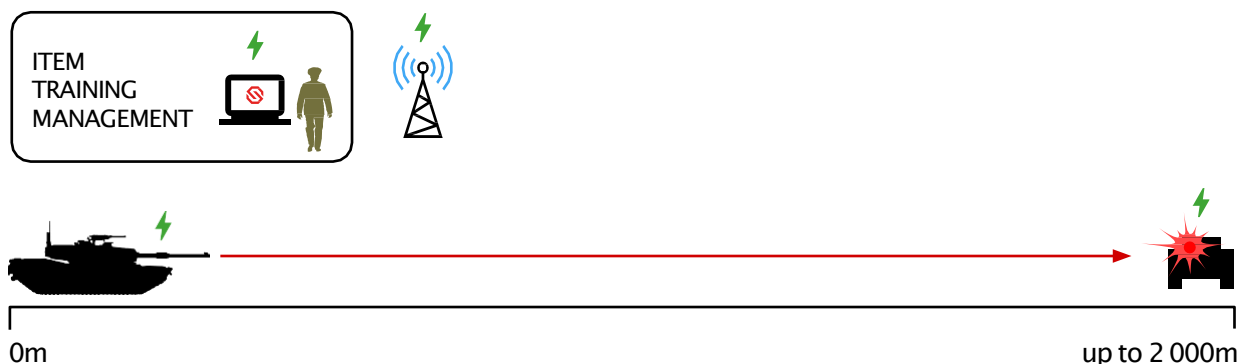 ITEM
TRAINING
MANAGEMENT
0m
up to 2 000m